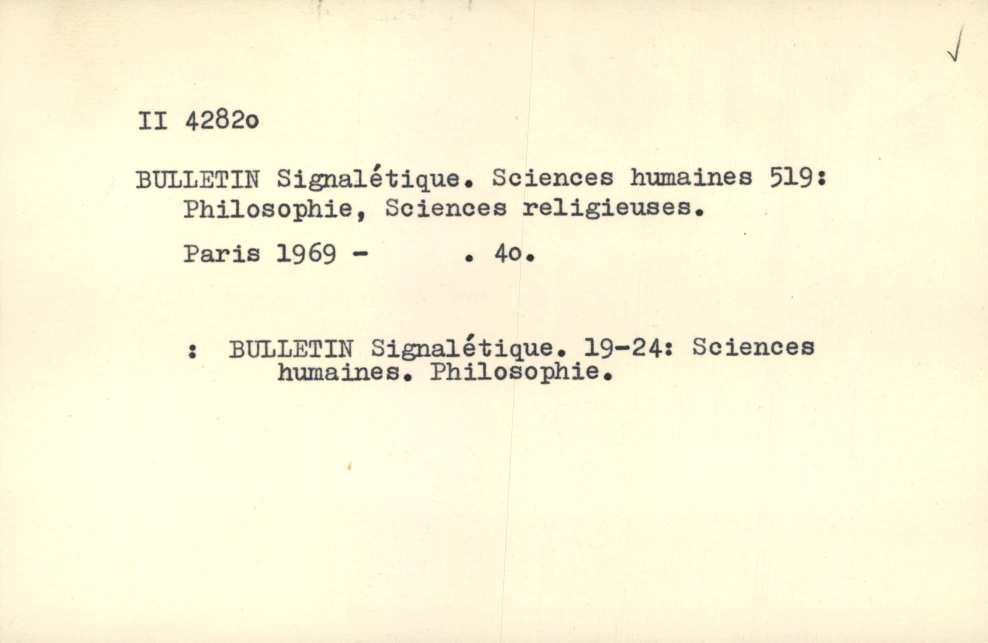 II 4282o
BULLETIN Signalétique. Sciences humaines 519:
Philosophie, Sciences religieuses.
Paris 1969 - . 4o.
: BULLETIN Signalétique. 19-24: Sciences
humaines. Philosophie.